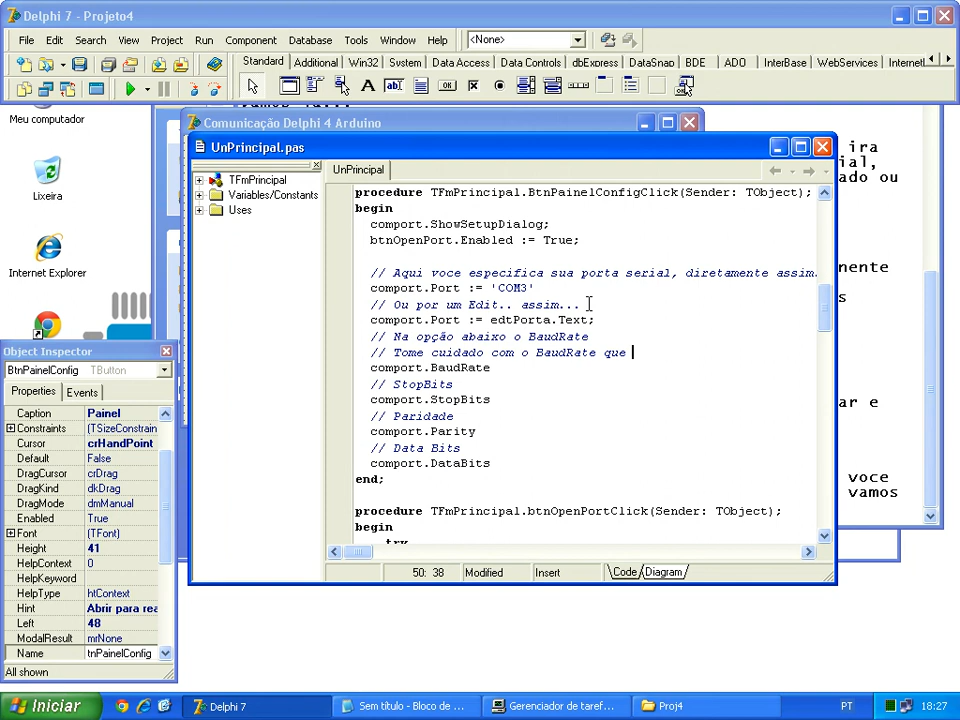 Delphi 7 - Projeto4
File Edit Search View Project Run Component Database Tools Window Help <None>
Standard Additional Win32 System Data Access Data Controls dbExpress DataSnap BDE ADO InterBase WebServices Internet
Meu computador
Lixeira
Internet Explorer
Comunicação Delphi 4 Arduino
UnPrincipal.pas
TFmPrincipal
Variables/Constants
Uses
UnPrincipal
procedure TFmPrincipal.BtnPainelConfigClick(Sender: TObject);
begin
comport.ShowSetupDialog;
btnOpenPort.Enabled := True;
// Aqui voce especifica sua porta serial, diretamente assim.
comport.Port := 'COM3'
// Ou por um Edit.. assim...
comport.Port := edtPorta.Text;
// Na opção abaixo o BaudRate
// Tome cuidado com o BaudRate que
comport.BaudRate
// StopBits
comport.StopBits
// Paridade
comport.Parity
// Data Bits
comport.DataBits
end;
procedure TFmPrincipal.btnOpenPortClick(Sender: TObject);
begin
try
50: 38 Modified Insert Code Diagram
ira
ial,
ado ou
nente
s
ar e
voce
vamos
Object Inspector
BtnPainelConfig TButton
Properties Events
Caption Painel
Constraints (TSizeConstrain
Cursor crHandPoint
Default False
DragCursor crDrag
DragKind dkDrag
DragMode dmManual
Enabled True
Font (TFont)
Height 41
HelpContext 0
HelpKeyword
HelpType htContext
Hint Abrir para rea
Left 48
ModalResult mrNone
Name tnPainelConfig
All shown
Iniciar Delphi 7 Sem título - Bloco de ... Gerenciador de taref... Proj4 PT 18:27